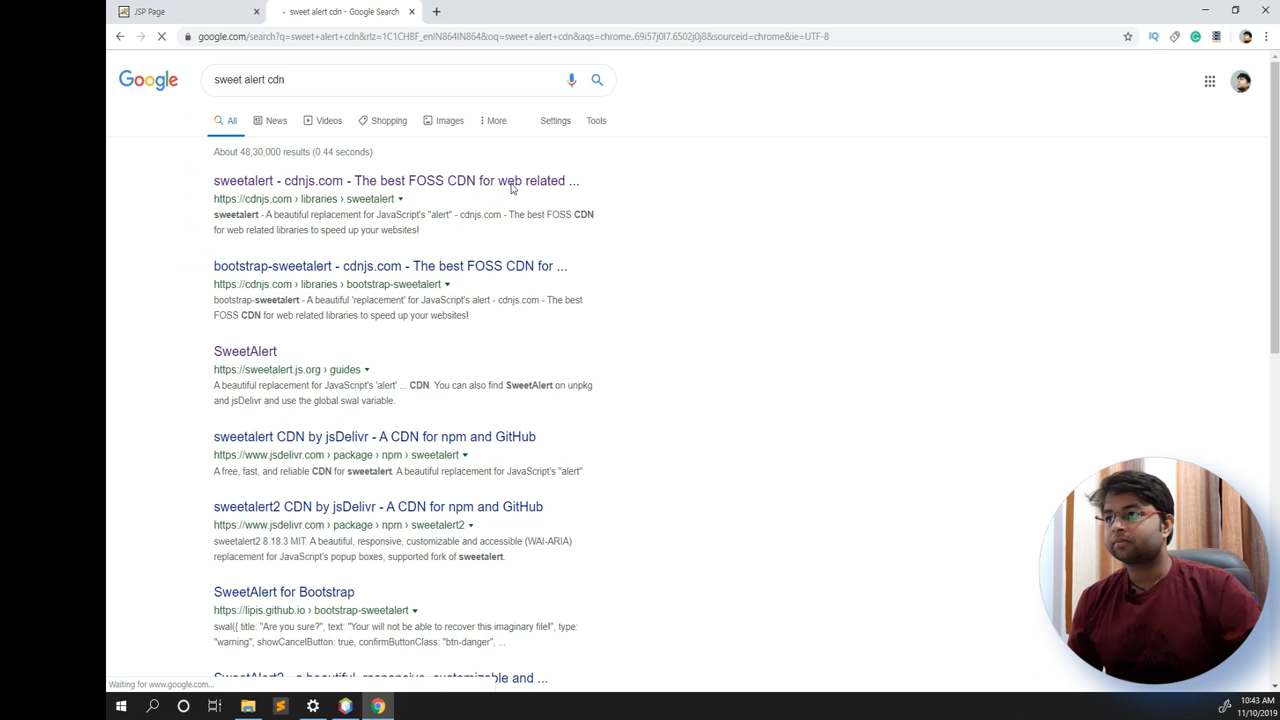 JSP Page
sweet alert cdn - Google Search
google.com/search?q=sweet+alert+cdn&rlz=1C1CHBF_enIN864IN864&oq=sweet+alert+cdn&aqs=chrome..69i57j0l7.6502j0j8&sourceid=chrome&ie=UTF-8
Google
sweet alert cdn
All News Videos Shopping Images More Settings Tools
About 48,30,000 results (0.44 seconds)
sweetalert - cdnjs.com - The best FOSS CDN for web related ...
https://cdnjs.com › libraries › sweetalert
sweetalert - A beautiful replacement for JavaScript's "alert" - cdnjs.com - The best FOSS CDN
for web related libraries to speed up your websites!
bootstrap-sweetalert - cdnjs.com - The best FOSS CDN for ...
https://cdnjs.com › libraries › bootstrap-sweetalert
bootstrap-sweetalert - A beautiful 'replacement' for JavaScript's alert - cdnjs.com - The best
FOSS CDN for web related libraries to speed up your websites!
SweetAlert
https://sweetalert.js.org › guides
A beautiful replacement for JavaScript's 'alert' ... CDN. You can also find SweetAlert on unpkg
and jsDelivr and use the global swal variable.
sweetalert CDN by jsDelivr - A CDN for npm and GitHub
https://www.jsdelivr.com › package › npm › sweetalert
A free, fast, and reliable CDN for sweetalert. A beautiful replacement for JavaScript's "alert"
sweetalert2 CDN by jsDelivr - A CDN for npm and GitHub
https://www.jsdelivr.com › package › npm › sweetalert2
sweetalert2 8.18.3 MIT. A beautiful, responsive, customizable and accessible (WAI-ARIA)
replacement for JavaScript's popup boxes, supported fork of sweetalert.
SweetAlert for Bootstrap
https://lipis.github.io › bootstrap-sweetalert
swal({ title: "Are you sure?", text: "Your will not be able to recover this imaginary file!", type:
"warning", showCancelButton: true, confirmButtonClass: "btn-danger", ...
SweetAlert2 - a beautiful, responsive, customizable and ...
Waiting for www.google.com...
10:43 AM
11/10/2019